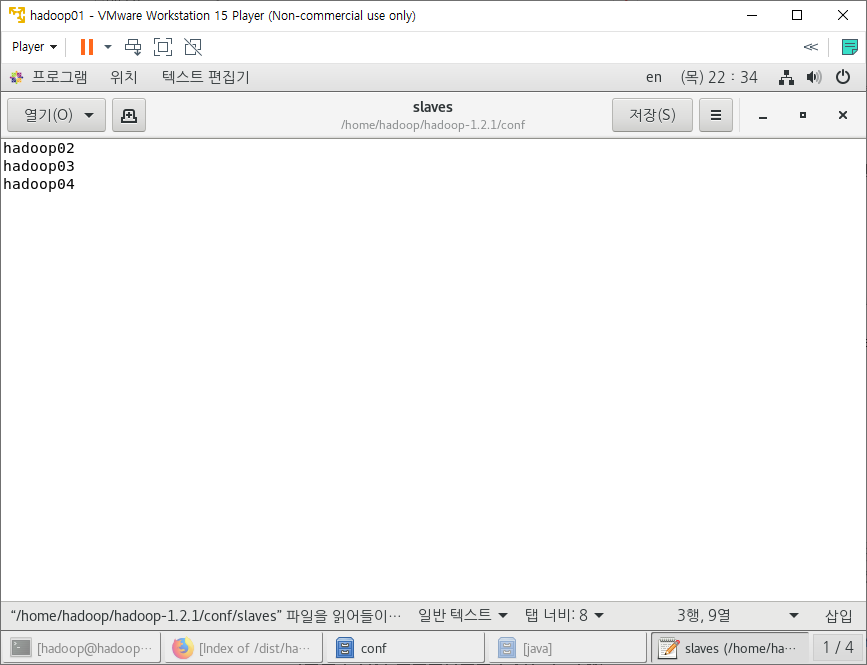 hadoop01 - VMware Workstation 15 Player (Non-commercial use only)
Player
프로그램 위치 텍스트 편집기 en (목) 22 : 34
열기(O) slaves 저장(S)
/home/hadoop/hadoop-1.2.1/conf
hadoop02
hadoop03
hadoop04
“/home/hadoop/hadoop-1.2.1/conf/slaves” 파일을 읽어들이… 일반 텍스트 탭 너비: 8 3행, 9열 삽입
[hadoop@hadoop… [Index of /dist/ha… conf [java] slaves (/home/ha… 1 / 4